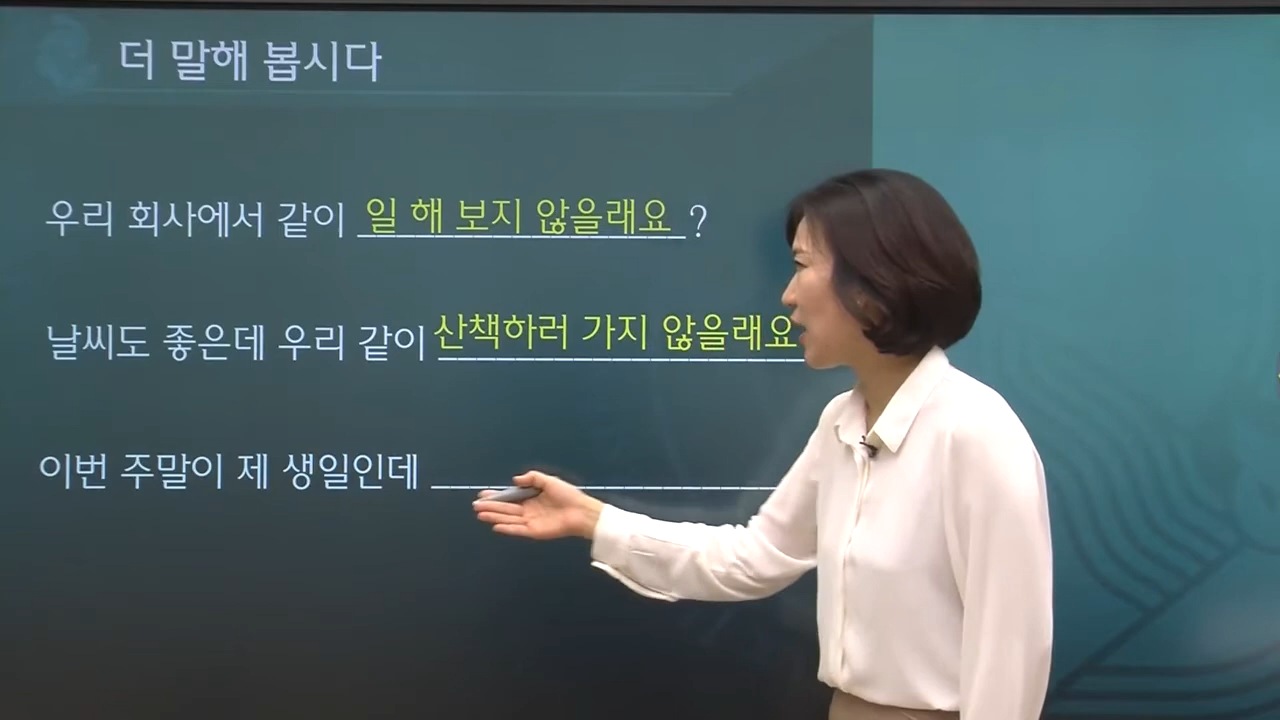 더 말해 봅시다
우리 회사에서 같이 일 해 보지 않을래요?
날씨도 좋은데 우리 같이 산책하러 가지 않을래요
이번 주말이 제 생일인데